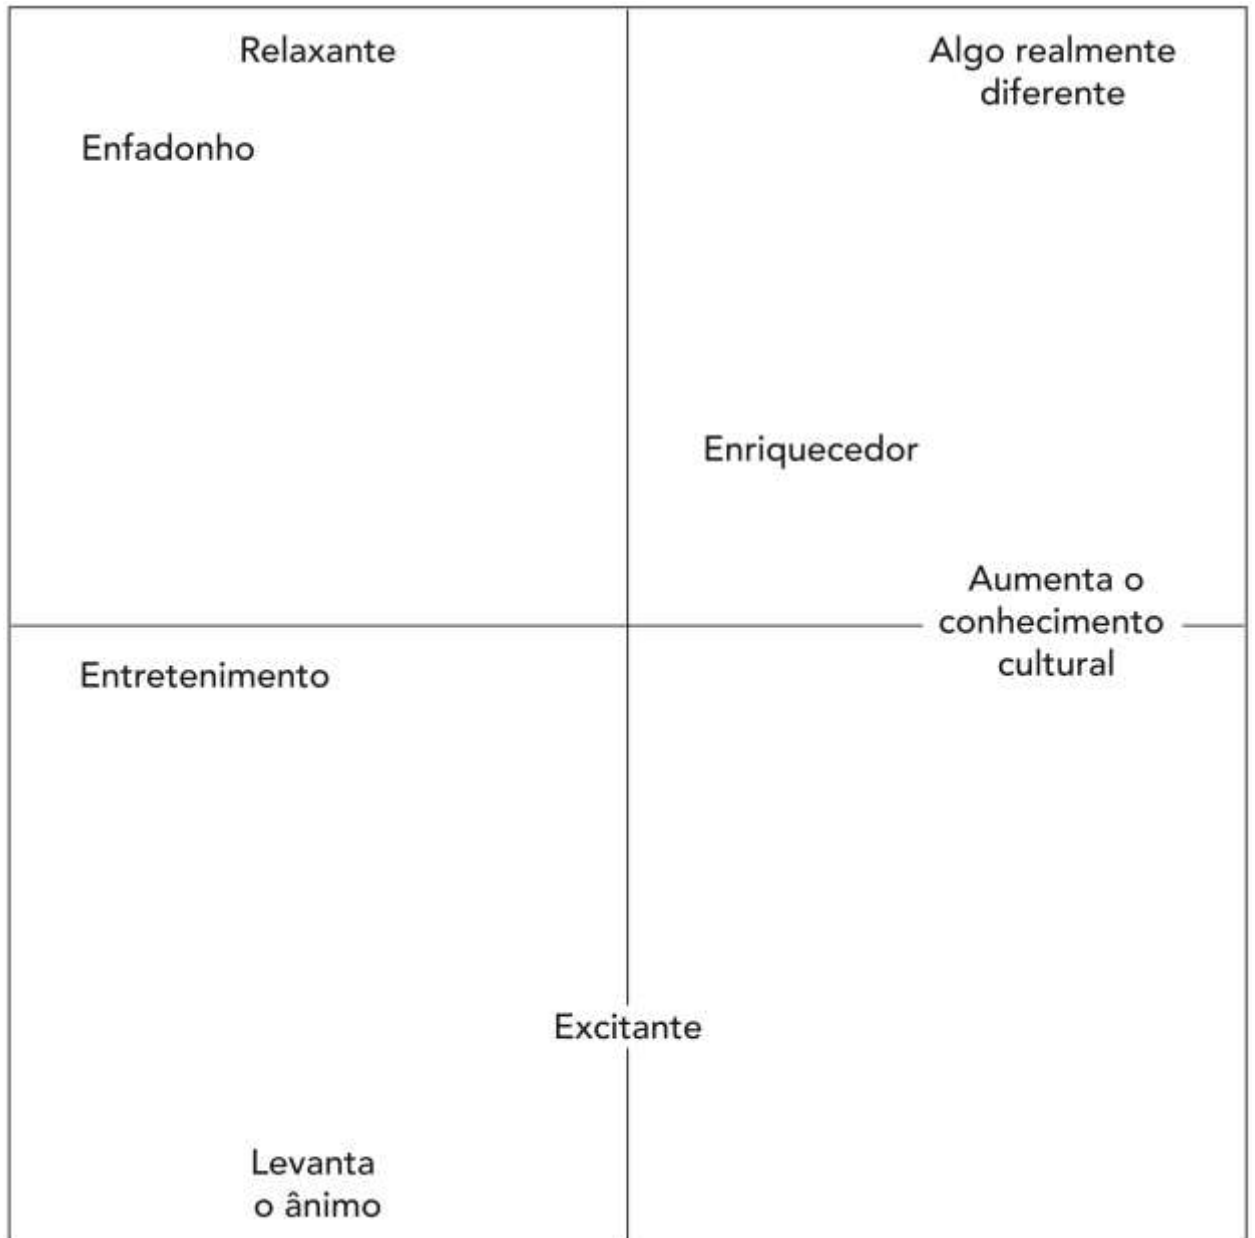 Relaxante
Algo realmente
diferente
Enfadonho
Enriquecedor
Aumenta o
conhecimento
cultural
Entretenimento
Excitante
Levanta
o ânimo